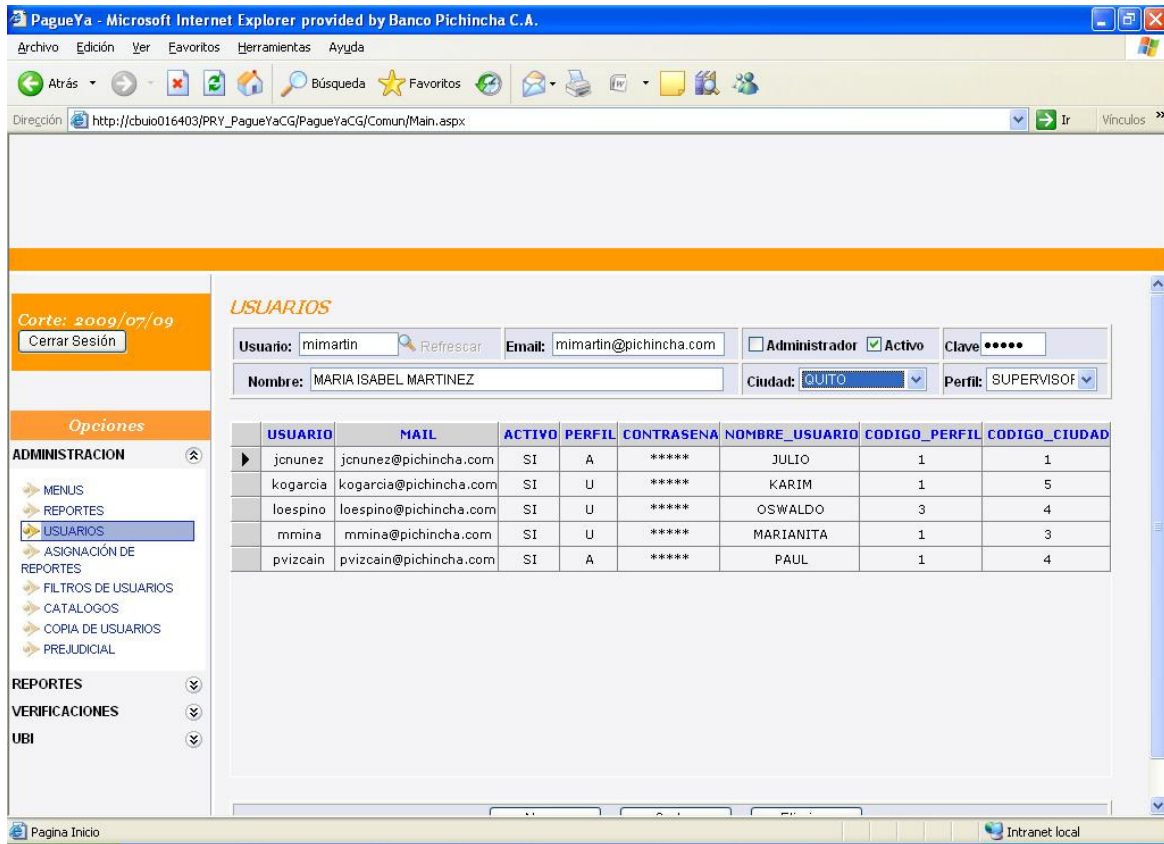 PagueYa - Microsoft Internet Explorer provided by Banco Pichincha C.A.
Archivo Edición Ver Favoritos Herramientas Ayuda
Atrás Búsqueda Favoritos
Dirección http://cbuio016403/PRY_PagueYaCG/PagueYaCG/Comun/Main.aspx Ir Vínculos »
Corte: 2009/07/09
Cerrar Sesión
Opciones
ADMINISTRACION
MENUS
REPORTES
USUARIOS
ASIGNACIÓN DE
REPORTES
FILTROS DE USUARIOS
CATALOGOS
COPIA DE USUARIOS
PREJUDICIAL
REPORTES
VERIFICACIONES
UBI
USUARIOS
Usuario: mimartin Refrescar Email: mimartin@pichincha.com Administrador Activo Clave •••••
Nombre: MARIA ISABEL MARTINEZ Ciudad: QUITO Perfil: SUPERVISOF
USUARIO MAIL ACTIVO PERFIL CONTRASENA NOMBRE_USUARIO CODIGO_PERFIL CODIGO_CIUDAD
jcnunez jcnunez@pichincha.com SI A ***** JULIO 1 1
kogarcia kogarcia@pichincha.com SI U ***** KARIM 1 5
loespino loespino@pichincha.com SI U ***** OSWALDO 3 4
mmina mmina@pichincha.com SI U ***** MARIANITA 1 3
pvizcain pvizcain@pichincha.com SI A ***** PAUL 1 4
Pagina Inicio Intranet local